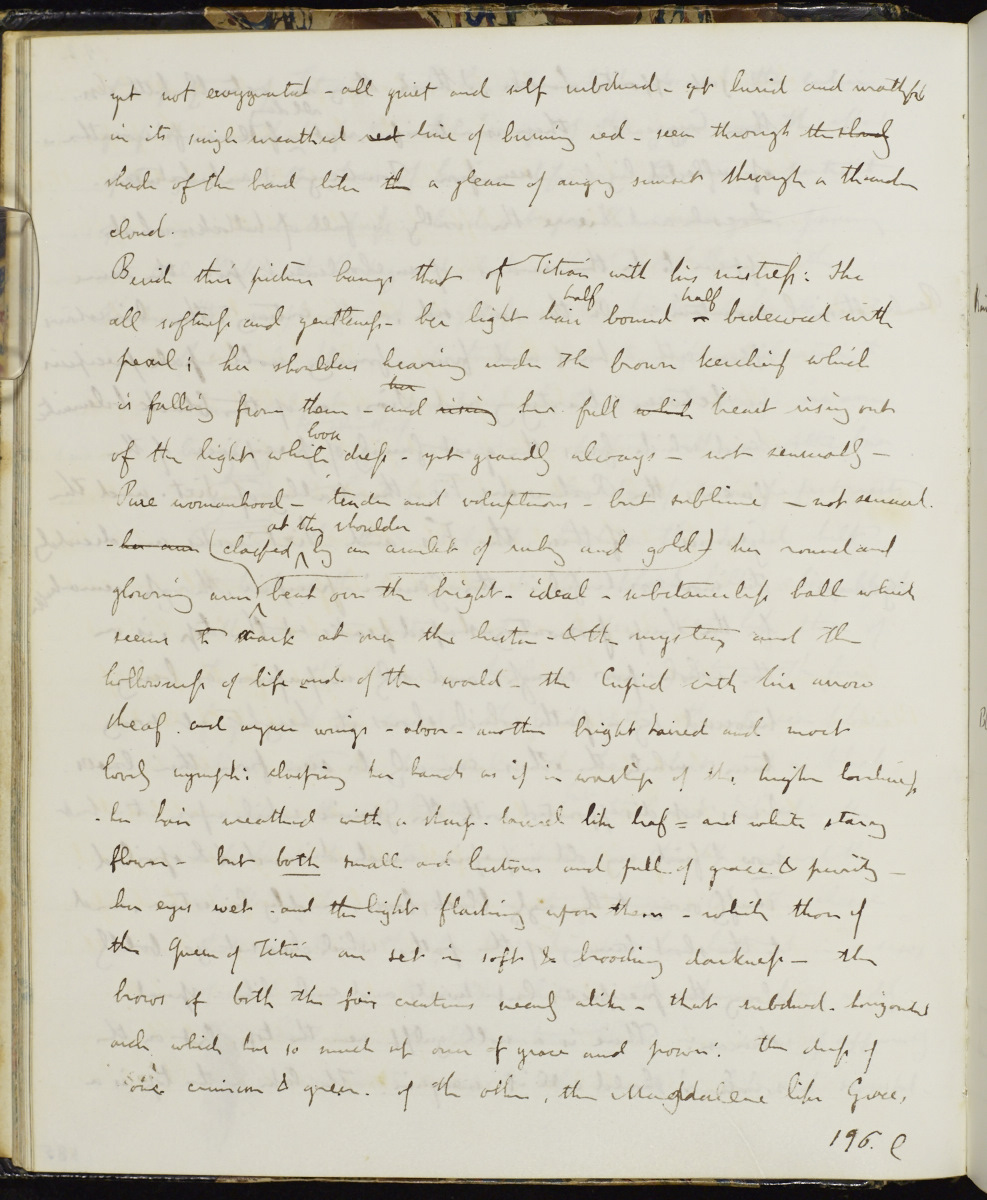 yet not exaggerated - all quiet and self subdued - yet lurid and wrathful
in its single wreathed red line of burning red - seen through the cloudy
shade of the hand like the a gleam of angry sunset through a thunder
cloud.
Beside this picture hangs that of Titian with his mistress: she
half half
all softness and gentleness - her light hair bound - bedewed with
pearl; her shoulders heaving under the brown kerchief which
her
is falling from them - and rising her full white breast rising out
loose
of the light white dress - yet grandly always - not sensually -
Pure womanhood - tender and voluptuous - but sublime - not sensual.
at the shoulder
- her arm (clasped by an armlet of ruby and gold) her round and
glowing arm bent over the bright - ideal - substanceless ball which
seems to mark at once the lustre - & the mystery and the
hollowness of life and of the world - the Cupid with his arrow
sheaf and azure wings - above - another bright haired and most
lovely nymph: clasping her hands as if in worship of the higher loveliness
- her hair wreathed with a sharp - laurel like leaf = and white starry
flower - but both small and lustrous and full of grace & purity -
her eyes wet - and the light flashing upon them - while those of
the Queen of Titian are set in soft & brooding darkness - the
brows of both the fair creatures nearly alike - that subdued - horizontal
arch which has so much at once of grace and power: the dress of
one crimson & green - of the other, the Magdalene like Grace,
196. C